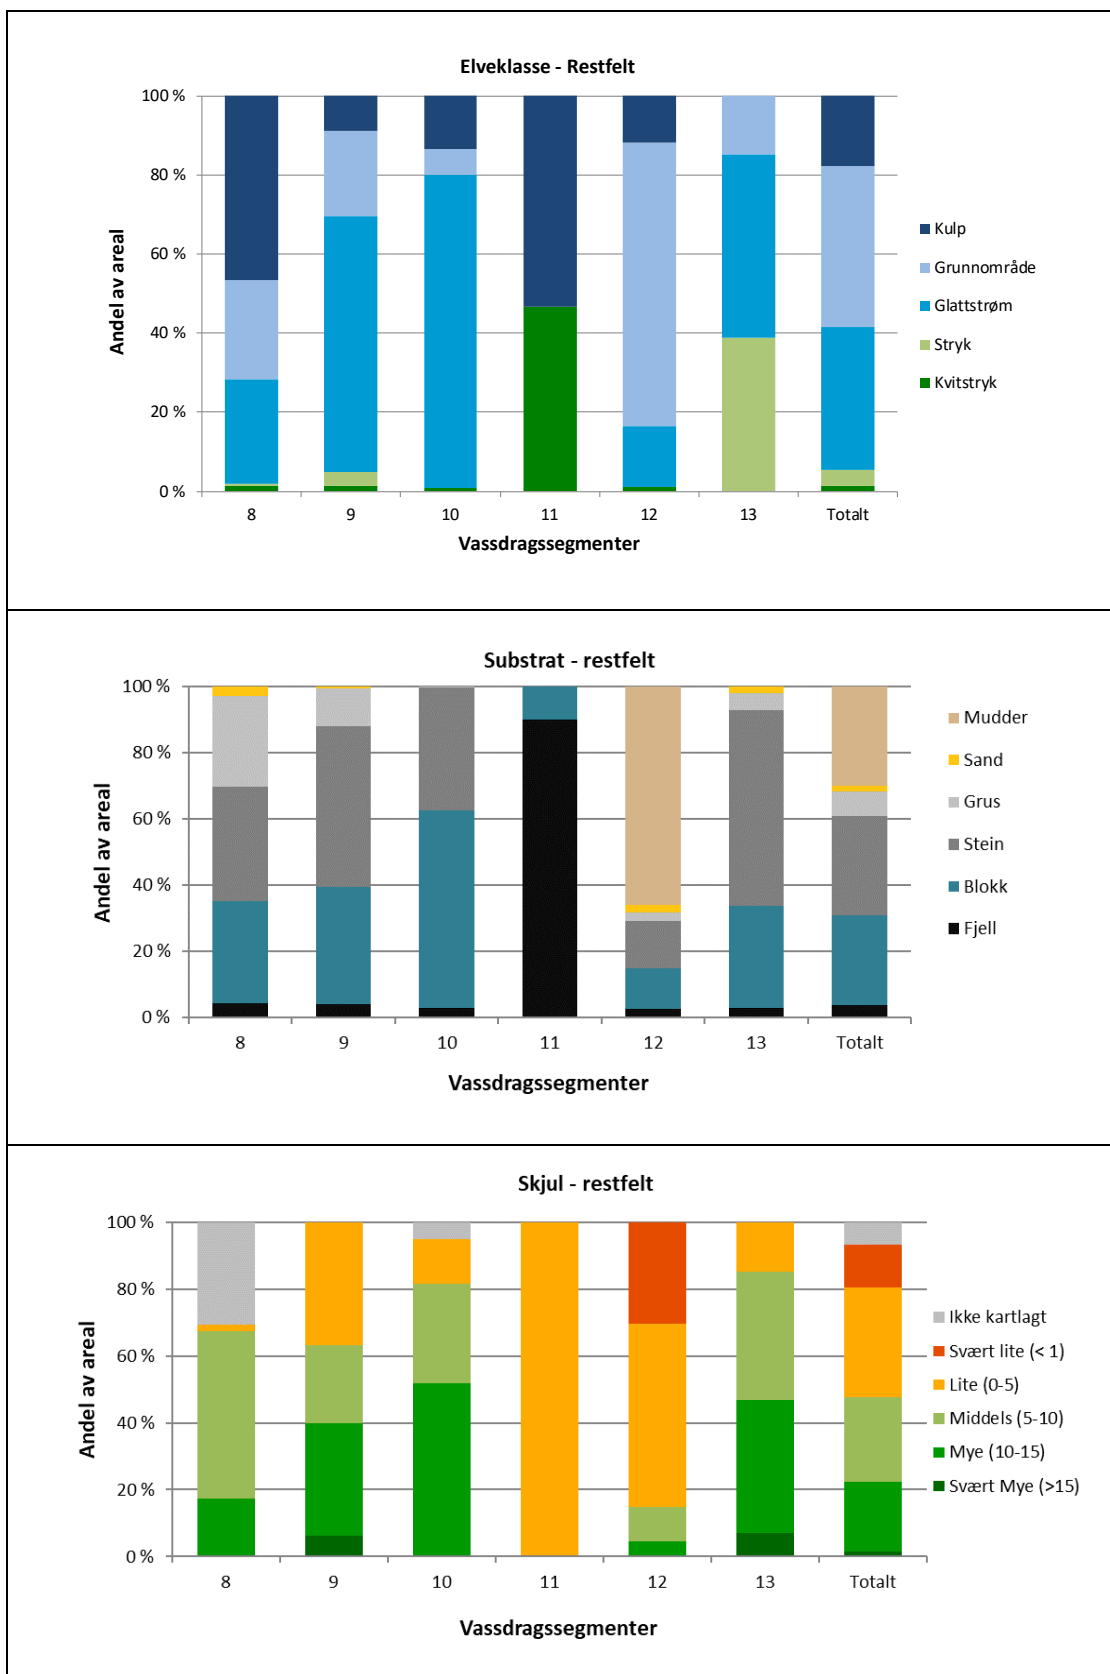 Elveklasse - Restfelt
Andel av areal
100 %
80 %
60 %
40 %
20 %
0 %
8 9 10 11 12 13 Totalt
Vassdragssegmenter
Kulp
Grunnområde
Glattstrøm
Stryk
Kvitstryk
Substrat - restfelt
Andel av areal
100 %
80 %
60 %
40 %
20 %
0 %
8 9 10 11 12 13 Totalt
Vassdragssegmenter
Mudder
Sand
Grus
Stein
Blokk
Fjell
Skjul - restfelt
Andel av areal
100 %
80 %
60 %
40 %
20 %
0 %
8 9 10 11 12 13 Totalt
Vassdragssegmenter
Ikke kartlagt
Svært lite (< 1)
Lite (0-5)
Middels (5-10)
Mye (10-15)
Svært Mye (>15)